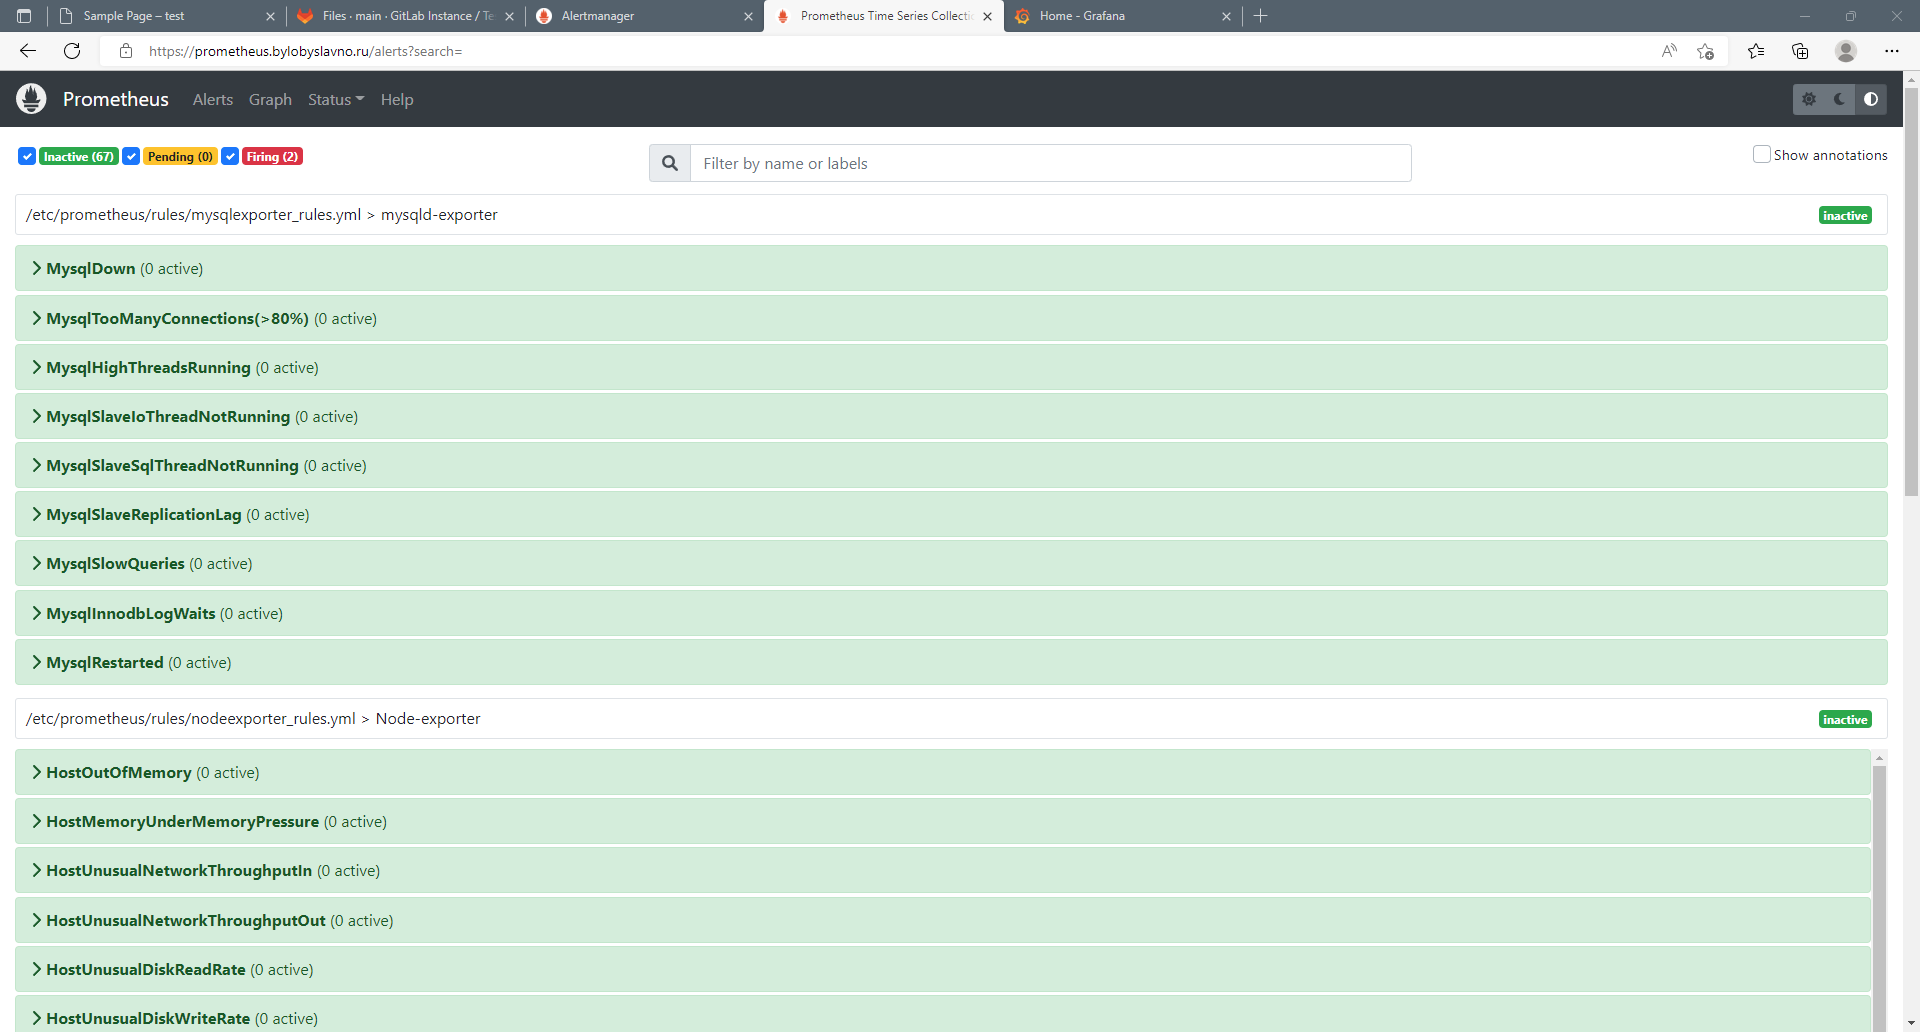 Sample Page – test
Files · main · GitLab Instance / Te
Alertmanager
Prometheus Time Series Collecti
Home - Grafana
https://prometheus.bylobyslavno.ru/alerts?search=
Prometheus Alerts Graph Status Help
Inactive (67) Pending (0) Firing (2)
Filter by name or labels
Show annotations
/etc/prometheus/rules/mysqlexporter_rules.yml > mysqld-exporter
inactive
MysqlDown (0 active)
MysqlTooManyConnections(>80%) (0 active)
MysqlHighThreadsRunning (0 active)
MysqlSlaveIoThreadNotRunning (0 active)
MysqlSlaveSqlThreadNotRunning (0 active)
MysqlSlaveReplicationLag (0 active)
MysqlSlowQueries (0 active)
MysqlInnodbLogWaits (0 active)
MysqlRestarted (0 active)
/etc/prometheus/rules/nodeexporter_rules.yml > Node-exporter
inactive
HostOutOfMemory (0 active)
HostMemoryUnderMemoryPressure (0 active)
HostUnusualNetworkThroughputIn (0 active)
HostUnusualNetworkThroughputOut (0 active)
HostUnusualDiskReadRate (0 active)
HostUnusualDiskWriteRate (0 active)